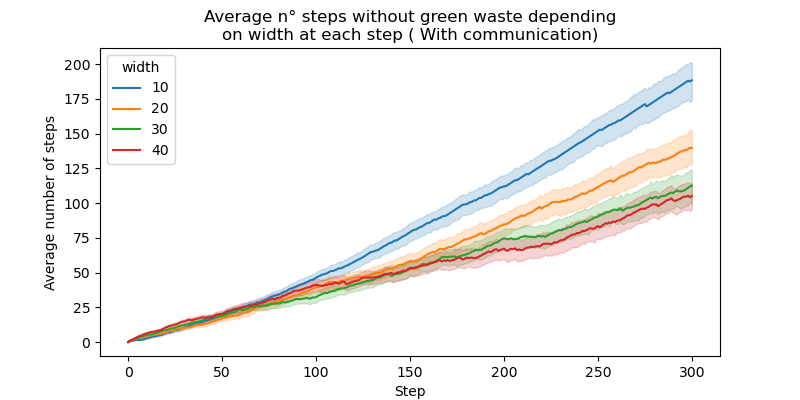 Average n° steps without green waste depending
on width at each step ( With communication)
width
10
20
30
40
Average number of steps
200
175
150
125
100
75
50
25
0
0 50 100 150 200 250 300
Step